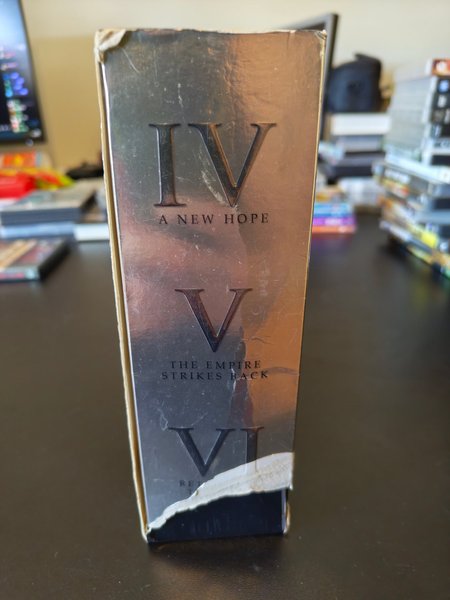 IV
A NEW HOPE
V
THE EMPIRE
STRIKES BACK
VI